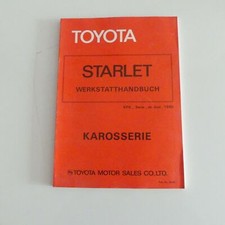 TOYOTA
STARLET
WERKSTATTHANDBUCH
KAROSSERIE
TOYOTA MOTOR SALES CO.,LTD.